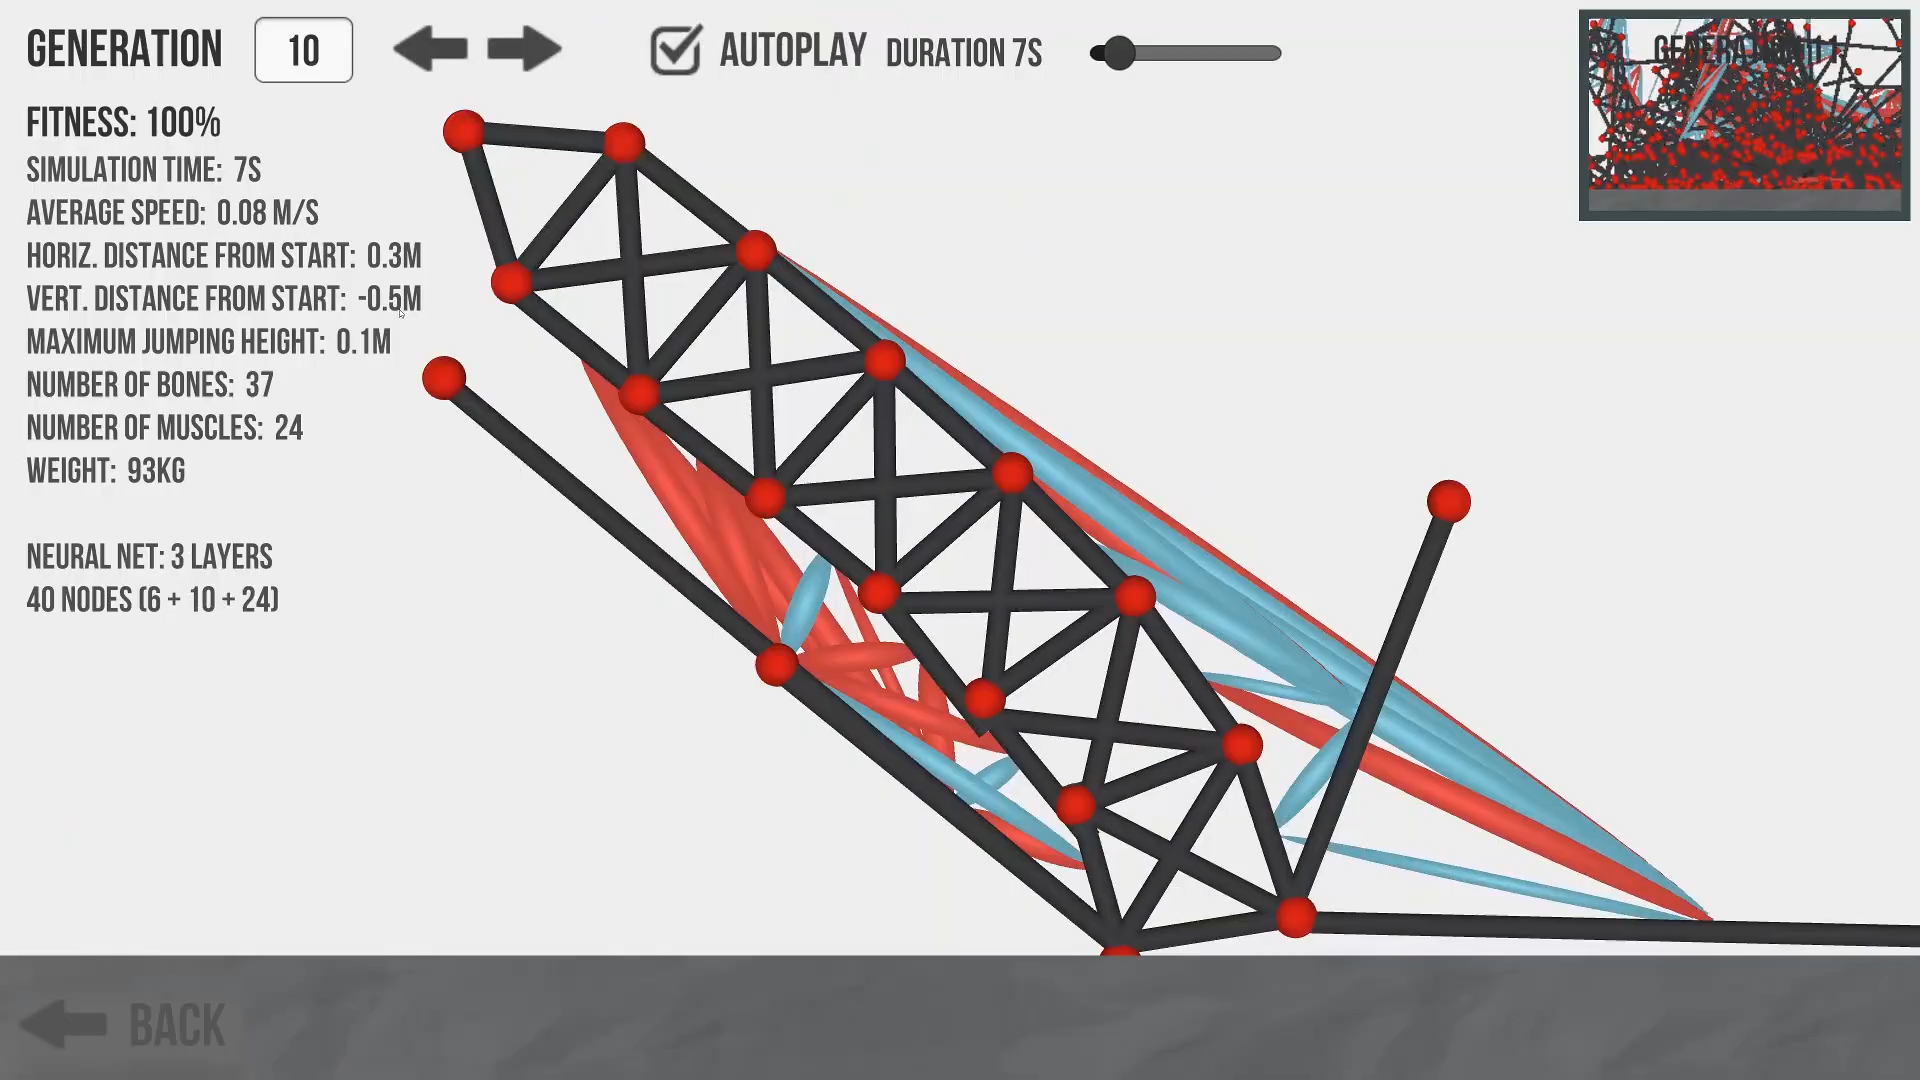 GENERATION 10
AUTOPLAY DURATION 7S
FITNESS: 100%
SIMULATION TIME: 7S
AVERAGE SPEED: 0.08 M/S
HORIZ. DISTANCE FROM START: 0.3M
VERT. DISTANCE FROM START: -0.5M
MAXIMUM JUMPING HEIGHT: 0.1M
NUMBER OF BONES: 37
NUMBER OF MUSCLES: 24
WEIGHT: 93KG
NEURAL NET: 3 LAYERS
40 NODES (6 + 10 + 24)
BACK